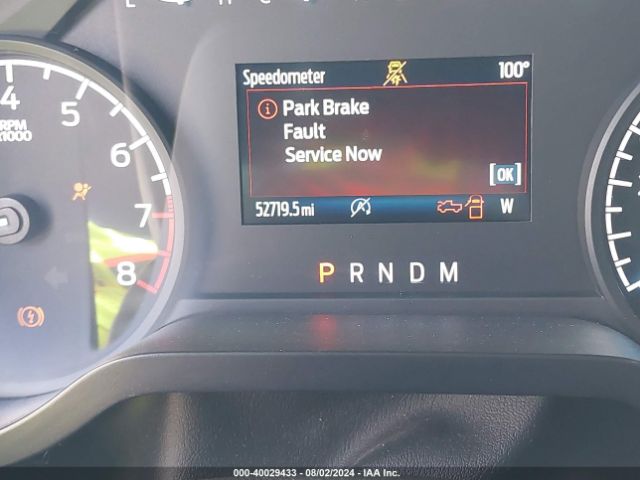 Speedometer 100°
Park Brake
Fault
Service Now
[OK]
52719.5 mi W
P R N D M
4
5
6
7
8
RPM
x1000
000-40029433 - 08/02/2024 - IAA Inc.